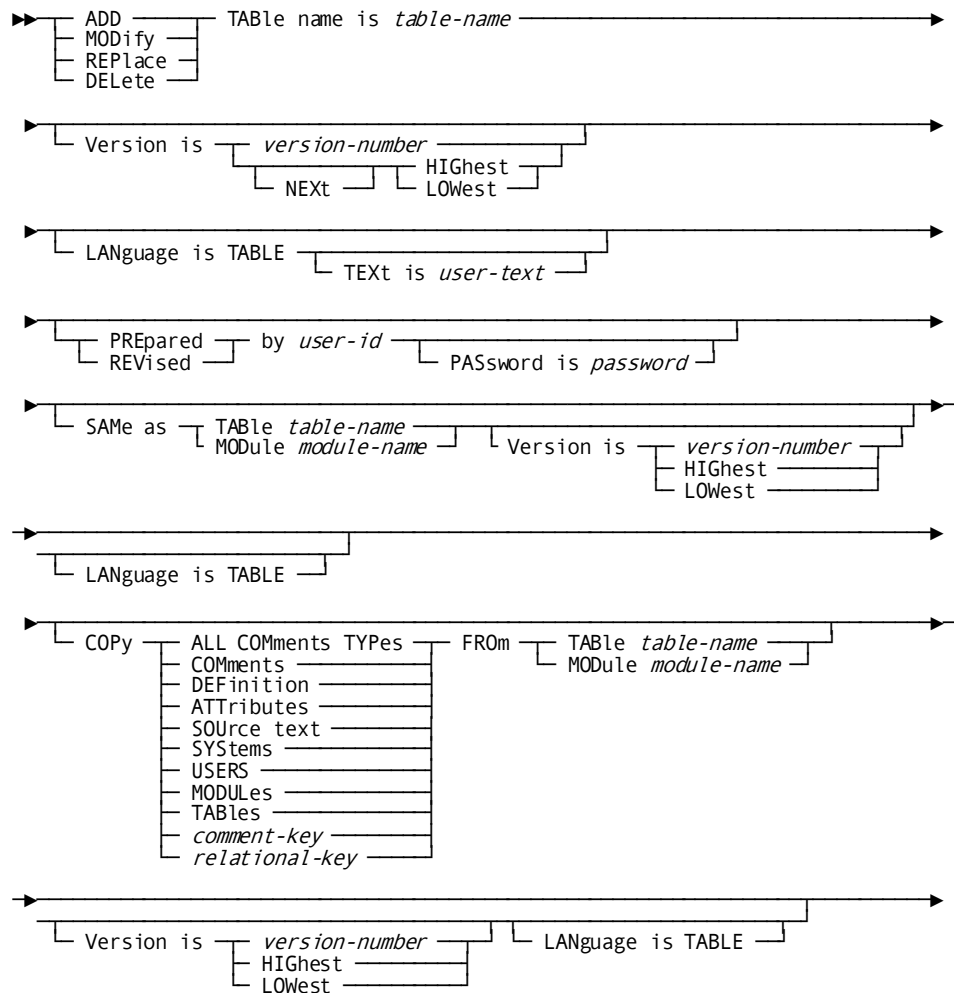 ADD TABle name is table-name
MODify
REPlace
DELete
Version is version-number
NEXt HIGhest
LOWest
LANguage is TABLE
TEXt is user-text
PREpared by user-id
REVised PASsword is password
SAMe as TABle table-name
MODule module-name Version is version-number
HIGhest
LOWest
LANguage is TABLE
COPy ALL COMments TYPes FROm TABle table-name
COMments MODule module-name
DEFinition
ATTributes
SOUrce text
SYStems
USERS
MODULes
TABles
comment-key
relational-key
Version is version-number LANguage is TABLE
HIGhest
LOWest